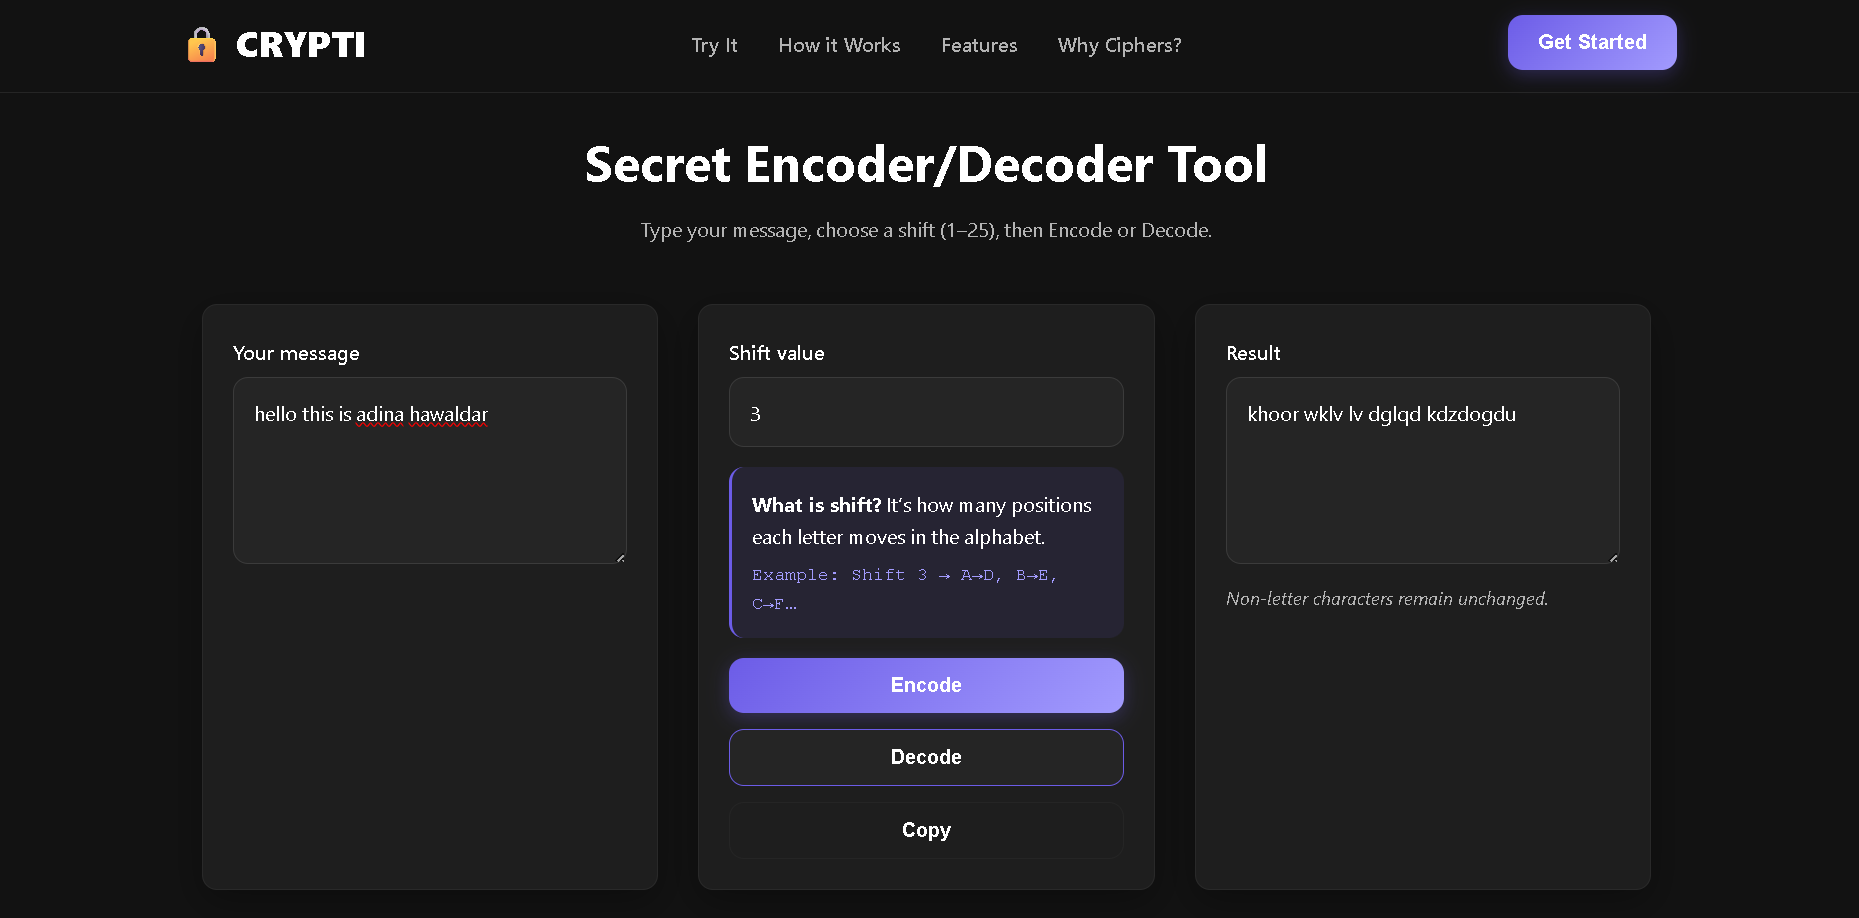 CRYPTI
Try It
How it Works
Features
Why Ciphers?
Get Started
Secret Encoder/Decoder Tool
Type your message, choose a shift (1–25), then Encode or Decode.
Your message
hello this is adina hawaldar
Shift value
3
What is shift? It's how many positions
each letter moves in the alphabet.
Example: Shift 3 → A→D, B→E,
C→F…
Encode
Decode
Copy
Result
khoor wklv lv dglqd kdzdogdu
Non-letter characters remain unchanged.